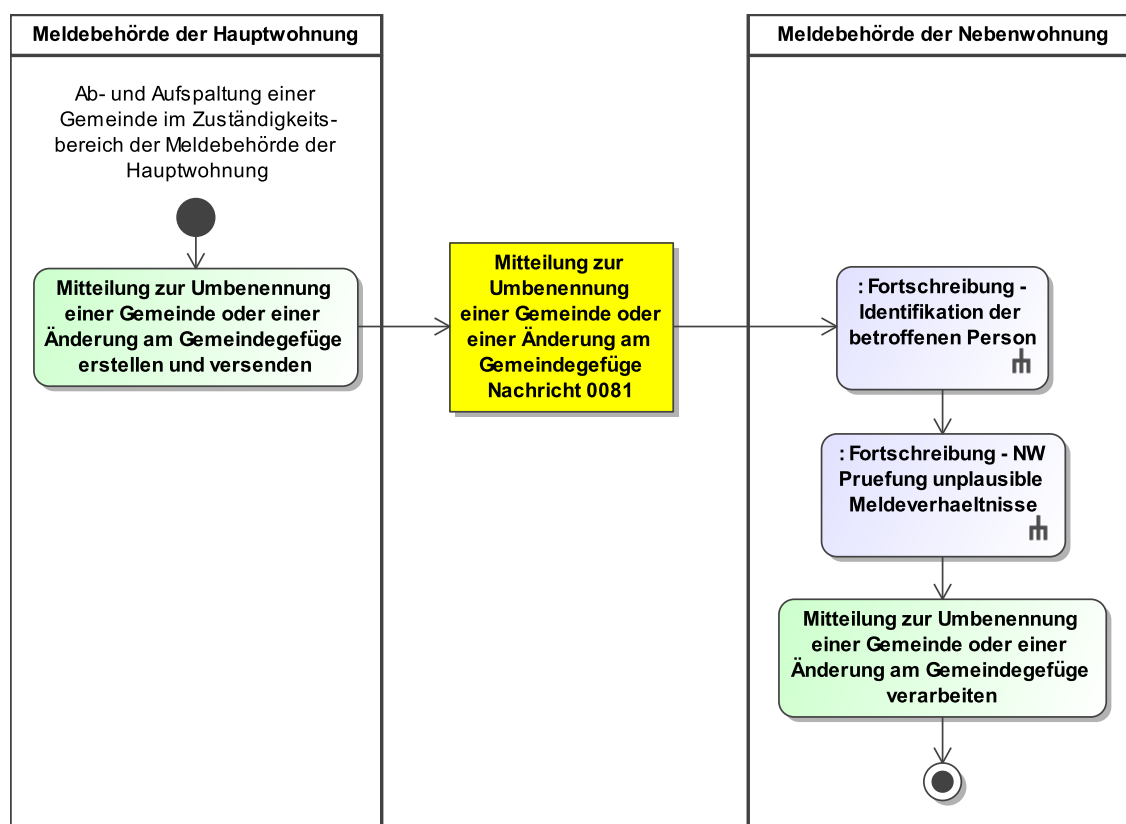 Meldebehörde der Hauptwohnung
Meldebehörde der Nebenwohnung
Ab- und Aufspaltung einer
Gemeinde im Zuständigkeits-
bereich der Meldebehörde der
Hauptwohnung
Mitteilung zur Umbenennung
einer Gemeinde oder einer
Änderung am Gemeindegefüge
erstellen und versenden
Mitteilung zur
Umbenennung
einer Gemeinde oder
einer Änderung am
Gemeindegefüge
Nachricht 0081
: Fortschreibung -
Identifikation der
betroffenen Person
: Fortschreibung - NW
Pruefung unplausible
Meldeverhaeltnisse
Mitteilung zur Umbenennung
einer Gemeinde oder einer
Änderung am Gemeindegefüge
verarbeiten